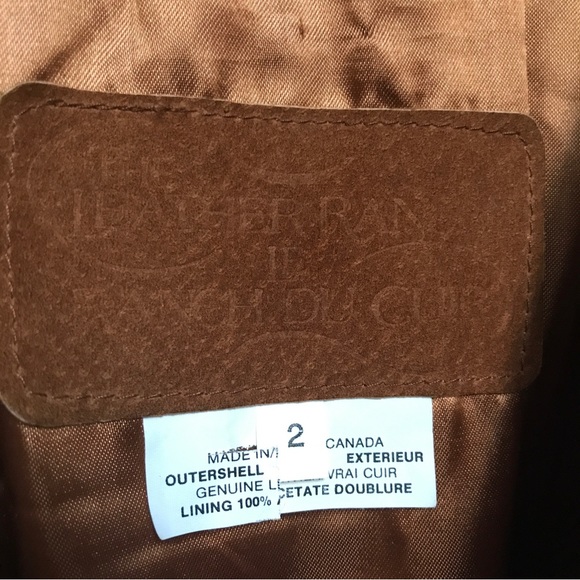 THE
LEATHER RAN
LE
RANCH DU CUIR
2
MADE IN/ CANADA
OUTERSHELL EXTERIEUR
GENUINE LE VRAI CUIR
LINING 100% ACETATE DOUBLURE